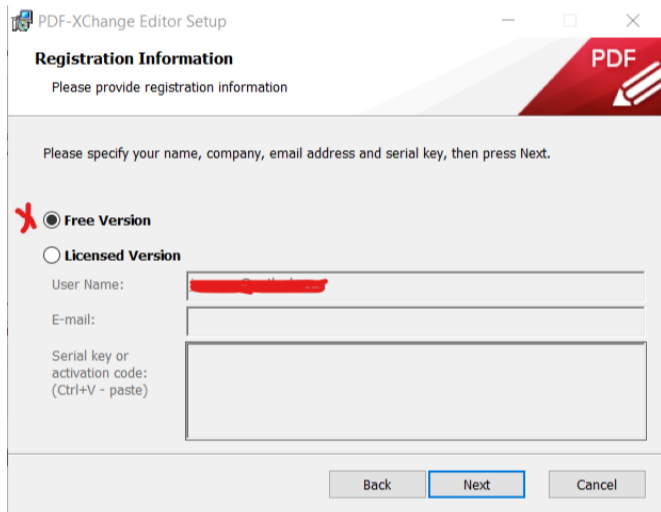 PDF-XChange Editor Setup
Registration Information
Please provide registration information
PDF
Please specify your name, company, email address and serial key, then press Next.
Free Version
Licensed Version
User Name:
E-mail:
Serial key or
activation code:
(Ctrl+V - paste)
Back Next Cancel